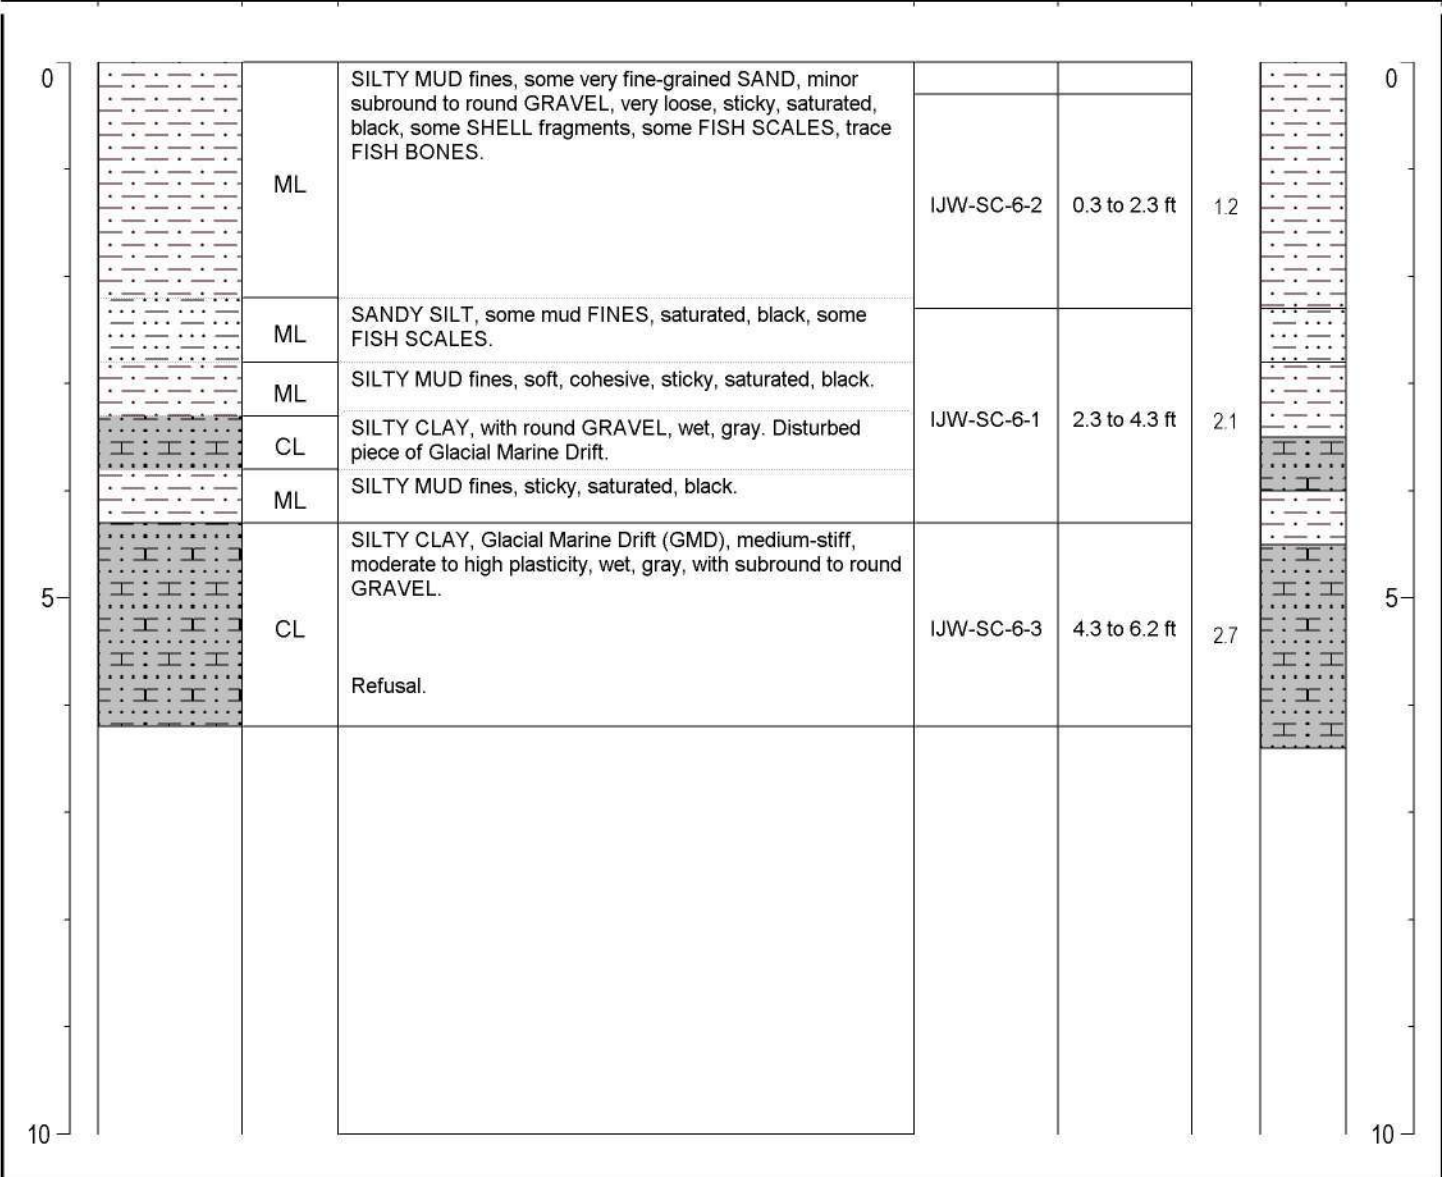 0
0
SILTY MUD fines, some very fine-grained SAND, minor
subround to round GRAVEL, very loose, sticky, saturated,
black, some SHELL fragments, some FISH SCALES, trace
FISH BONES.
ML
IJW-SC-6-2
0.3 to 2.3 ft
1.2
SANDY SILT, some mud FINES, saturated, black, some
FISH SCALES.
ML
SILTY MUD fines, soft, cohesive, sticky, saturated, black.
ML
IJW-SC-6-1
2.3 to 4.3 ft
2.1
SILTY CLAY, with round GRAVEL, wet, gray. Disturbed
piece of Glacial Marine Drift.
CL
SILTY MUD fines, sticky, saturated, black.
ML
SILTY CLAY, Glacial Marine Drift (GMD), medium-stiff,
moderate to high plasticity, wet, gray, with subround to round
GRAVEL.
5
5
CL
IJW-SC-6-3
4.3 to 6.2 ft
2.7
Refusal.
10
10